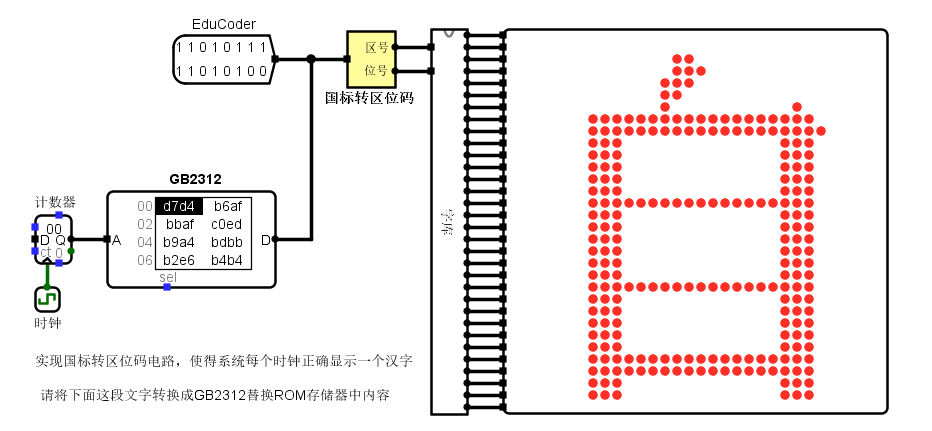 EduCoder
11010111
11010100
区号
位号
国标转区位码
字库
GB2312
计数器
00
D Q
ct 0
A
00 d7d4 b6af
02 bbaf c0ed
04 b9a4 bdbb
06 b2e6 b4b4
D
sel
时钟
自
实现国标转区位码电路，使得系统每个时钟正确显示一个汉字
请将下面这段文字转换成GB2312替换ROM存储器中内容